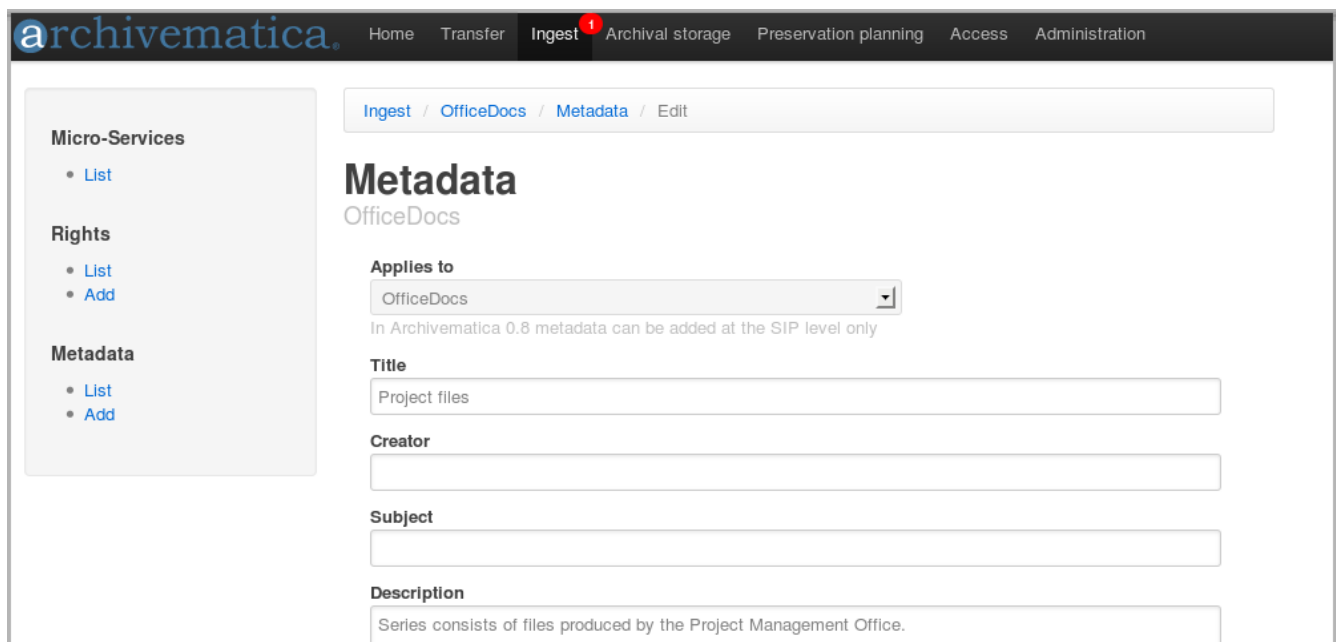 archivematica.
Home Transfer Ingest 1 Archival storage Preservation planning Access Administration
Micro-Services
List
Rights
List
Add
Metadata
List
Add
Ingest / OfficeDocs / Metadata / Edit
Metadata
OfficeDocs
Applies to
OfficeDocs
In Archivematica 0.8 metadata can be added at the SIP level only
Title
Project files
Creator
Subject
Description
Series consists of files produced by the Project Management Office.